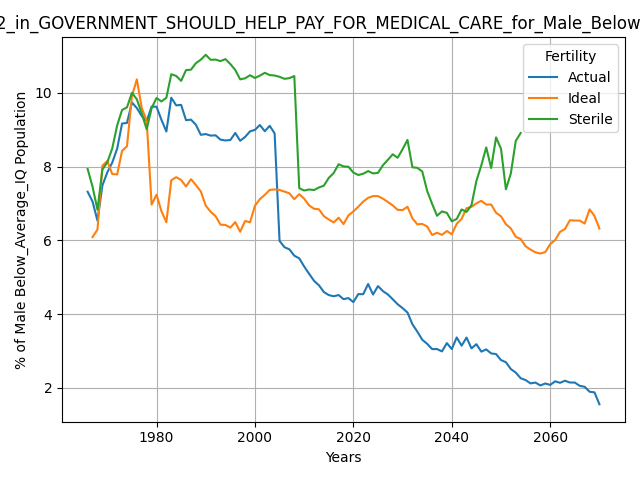 2_in_GOVERNMENT_SHOULD_HELP_PAY_FOR_MEDICAL_CARE_for_Male_Below
% of Male Below_Average_IQ Population
10
8
6
4
2
Fertility
Actual
Ideal
Sterile
1980
2000
2020
2040
2060
Years